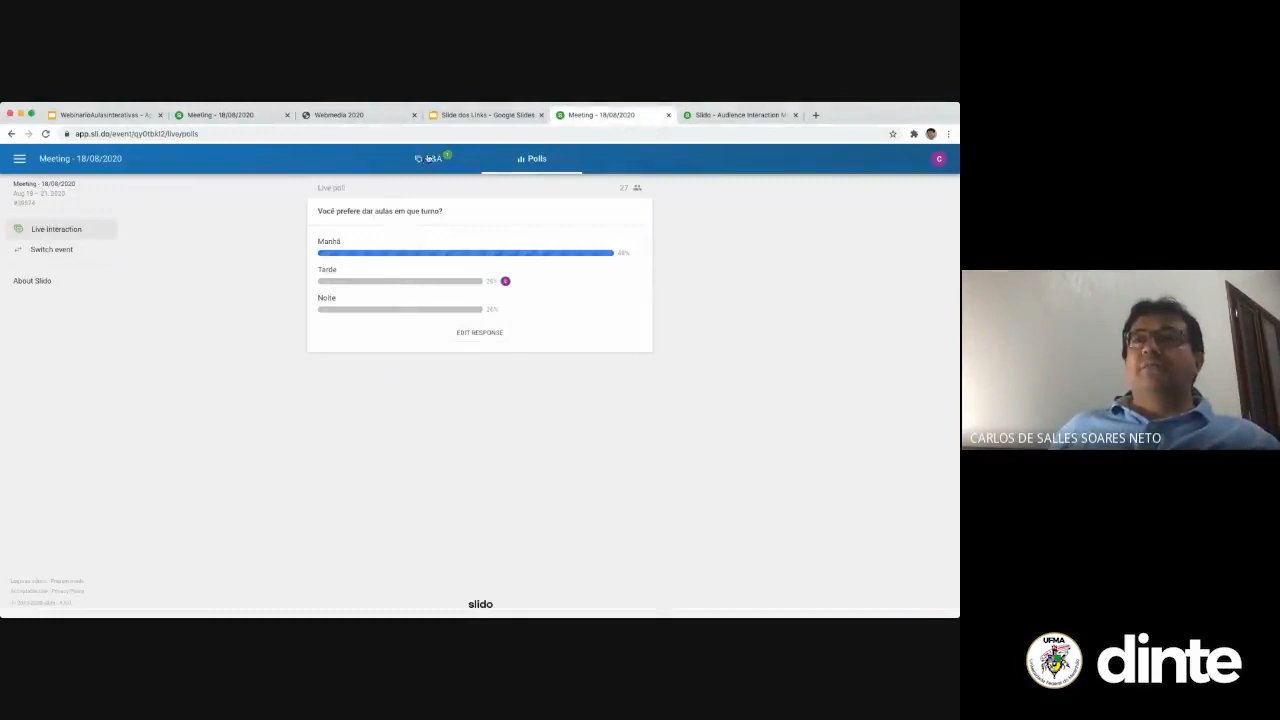 WebinarioAulasInterativas - Ap
Meeting - 18/08/2020
Webmedia 2020
Slide dos Links - Google Slides
Meeting - 18/08/2020
Slido - Audience Interaction M
app.sli.do/event/qy0tbkl2/live/polls
Meeting - 18/08/2020
Q&A
Polls
C
Meeting - 18/08/2020
Live interaction
Switch event
About Slido
Live poll
27
Você prefere dar aulas em que turno?
Manhã
Tarde
Noite
26%
EDIT RESPONSE
slido
CARLOS DE SALLES SOARES NETO
UFMA
dinte